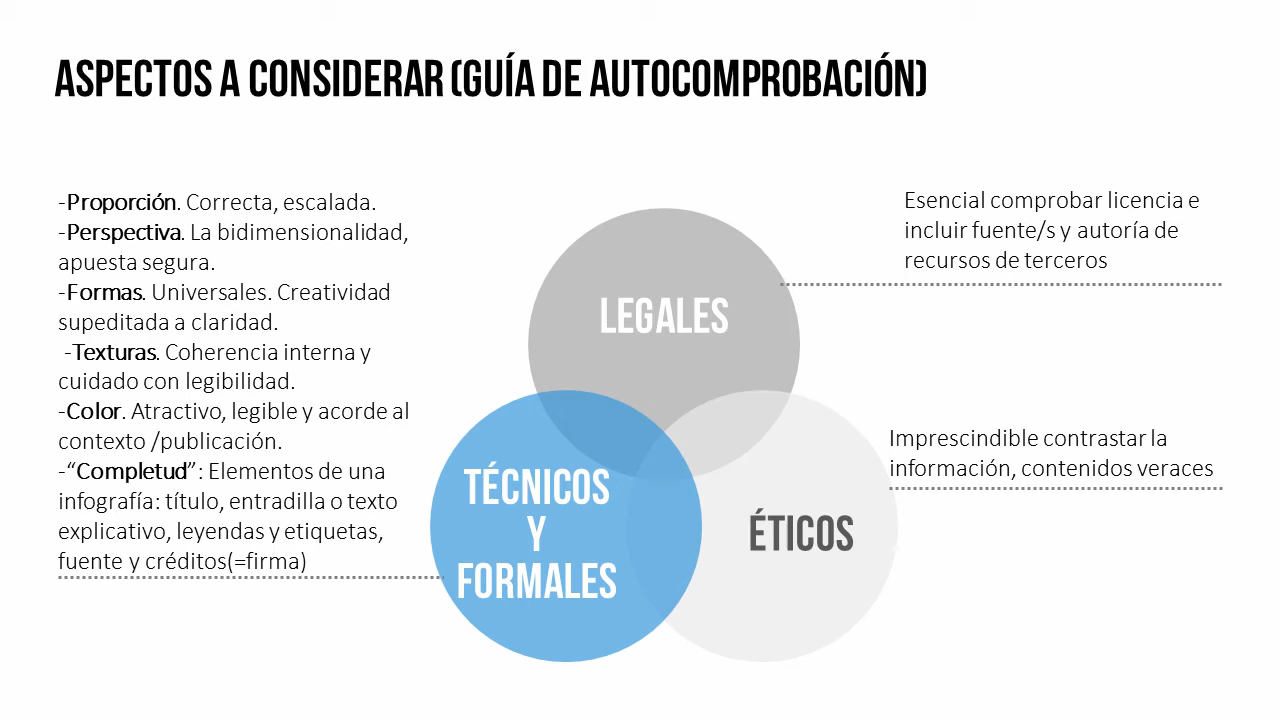 ASPECTOS A CONSIDERAR (GUÍA DE AUTOCOMPROBACIÓN)
-Proporción. Correcta, escalada.
-Perspectiva. La bidimensionalidad,
apuesta segura.
-Formas. Universales. Creatividad
supeditada a claridad.
-Texturas. Coherencia interna y
cuidado con legibilidad.
-Color. Atractivo, legible y acorde al
contexto /publicación.
-“Completud”: Elementos de una
infografía: título, entradilla o texto
explicativo, leyendas y etiquetas,
fuente y créditos(=firma)
LEGALES
TÉCNICOS
Y
FORMALES
ÉTICOS
Esencial comprobar licencia e
incluir fuente/s y autoría de
recursos de terceros
Imprescindible contrastar la
información, contenidos veraces